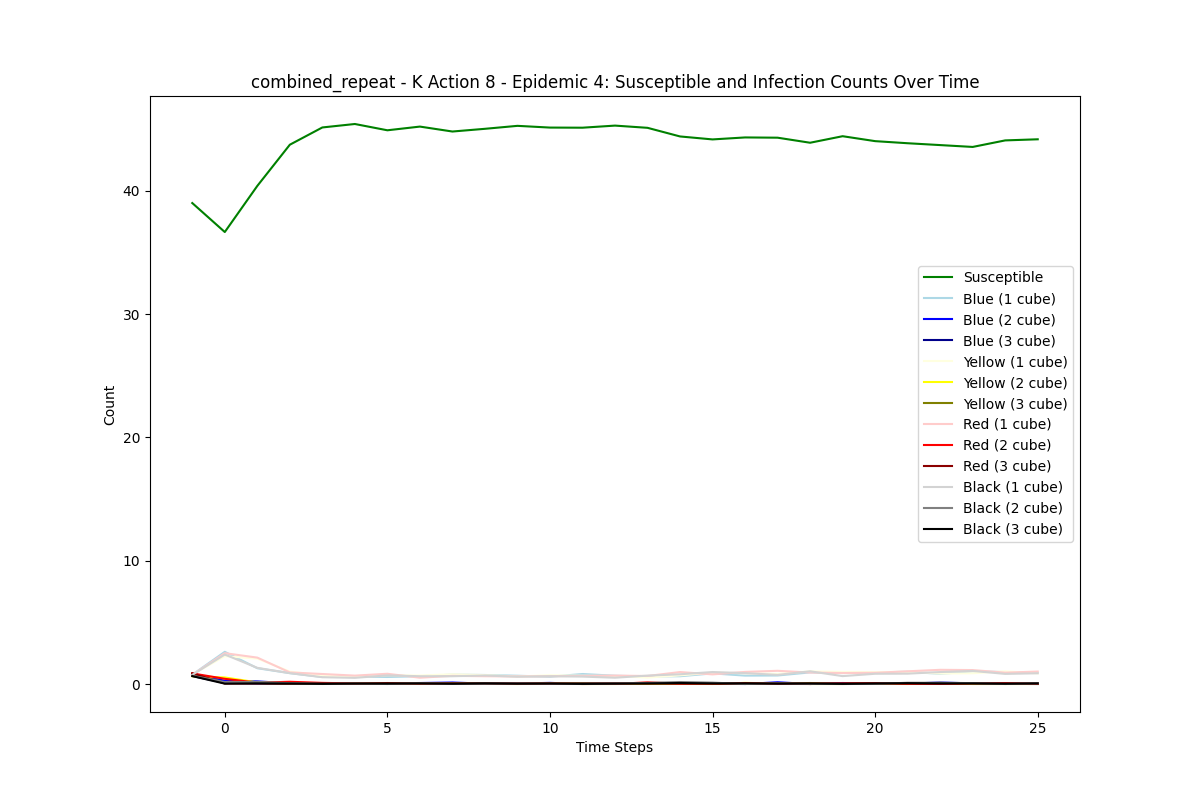 combined_repeat - K Action 8 - Epidemic 4: Susceptible and Infection Counts Over Time
40
30
20
10
0
Count
Susceptible
Blue (1 cube)
Blue (2 cube)
Blue (3 cube)
Yellow (1 cube)
Yellow (2 cube)
Yellow (3 cube)
Red (1 cube)
Red (2 cube)
Red (3 cube)
Black (1 cube)
Black (2 cube)
Black (3 cube)
0 5 10 15 20 25
Time Steps